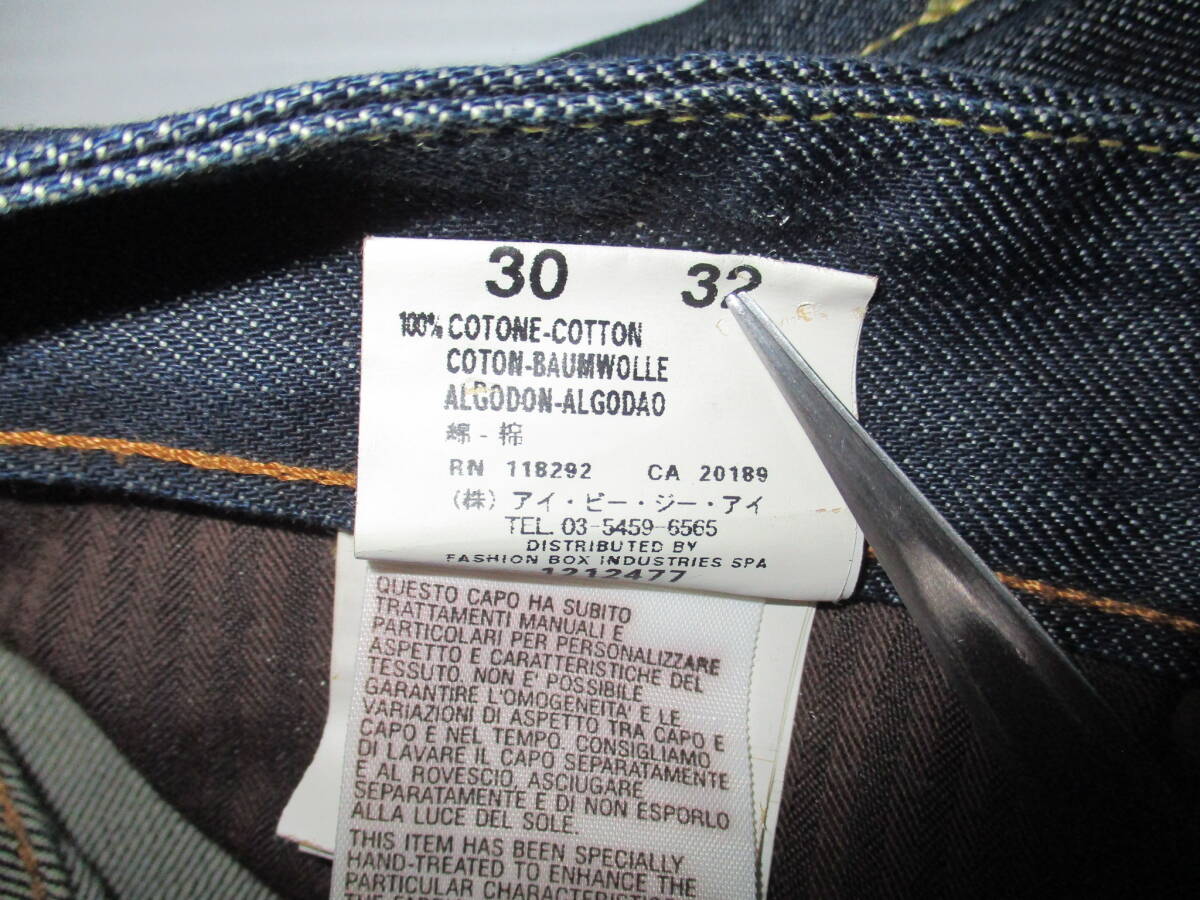 30 32
100% COTONE-COTTON
COTON-BAUMWOLLE
ALGODON-ALGODAO
綿 - 棉
RN 118292 CA 20189
(株) アイ・ピー・ジー・アイ
TEL. 03-5459-6565
DISTRIBUTED BY
FASHION BOX INDUSTRIES SPA
1212477
QUESTO CAPO HA SUBITO
TRATTAMENTI MANUALI E
PARTICOLARI PER PERSONALIZZARE
ASPETTO E CARATTERISTICHE DEL
TESSUTO. NON E' POSSIBILE
GARANTIRE L'OMOGENEITA' E LE
VARIAZIONI DI ASPETTO TRA CAPO E
CAPO E NEL TEMPO. CONSIGLIAMO
DI LAVARE IL CAPO SEPARATAMENTE
E AL ROVESCIO, ASCIUGARE
SEPARATAMENTE E DI NON ESPORLO
ALLA LUCE DEL SOLE.
THIS ITEM HAS BEEN SPECIALLY
HAND-TREATED TO ENHANCE THE
PARTICULAR CHARACTERISTICS